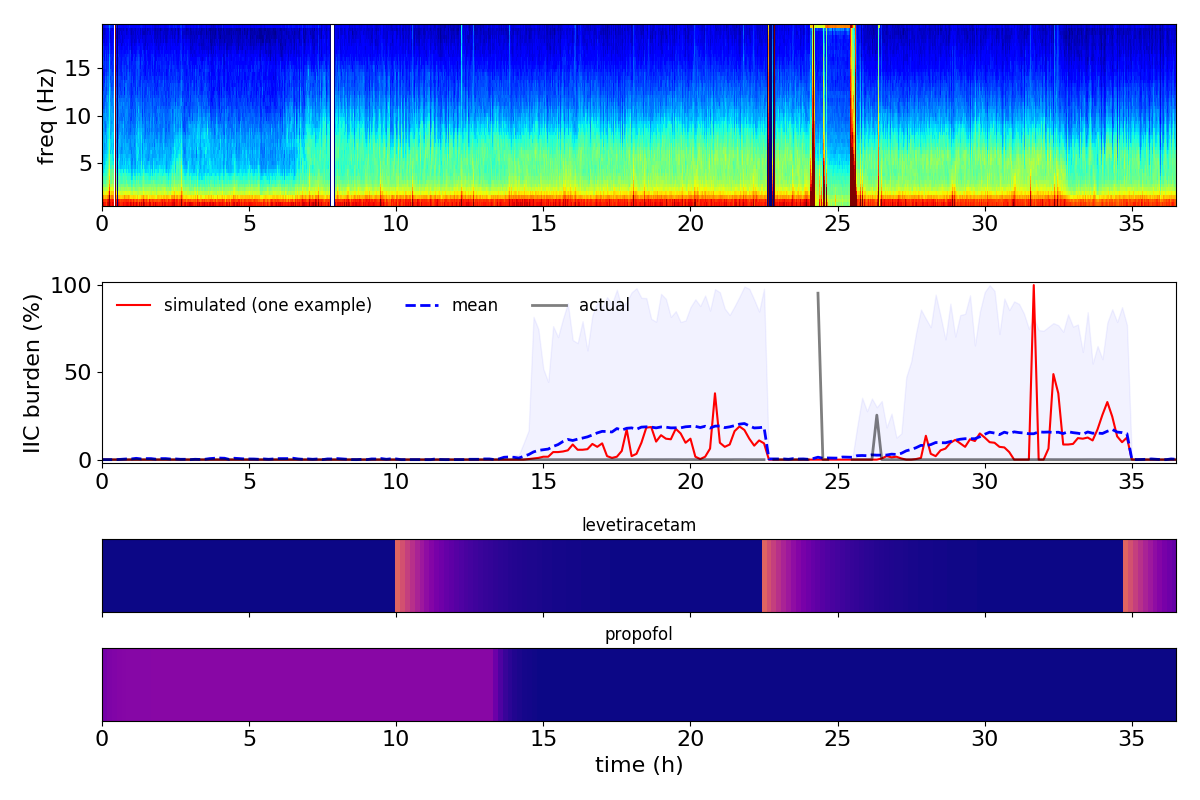 freq (Hz)
15
10
5
0 5 10 15 20 25 30 35
IIC burden (%)
100
50
0
simulated (one example) mean actual
0 5 10 15 20 25 30 35
levetiracetam
propofol
0 5 10 15 20 25 30 35
time (h)